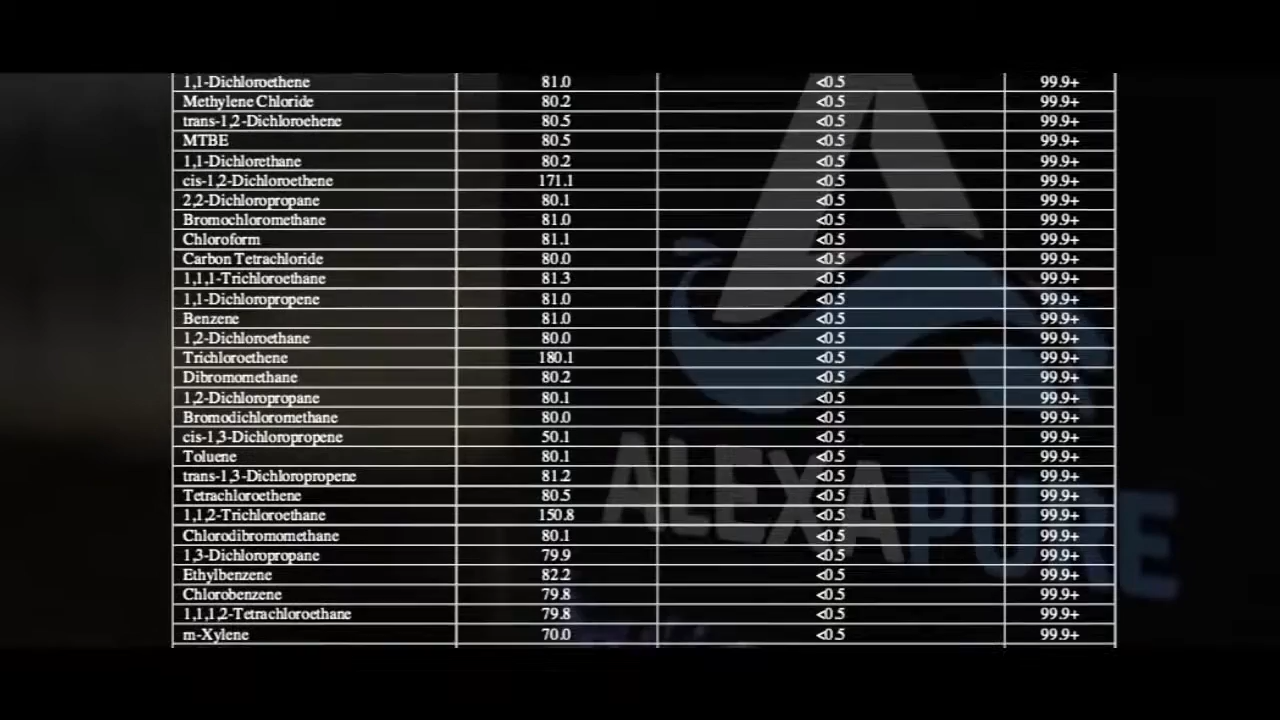 1,1-Dichloroethene 81.0 <0.5 99.9+
Methylene Chloride 80.2 <0.5 99.9+
trans-1,2-Dichloroehene 80.5 <0.5 99.9+
MTBE 80.5 <0.5 99.9+
1,1-Dichlorethane 80.2 <0.5 99.9+
cis-1,2-Dichloroethene 171.1 <0.5 99.9+
2,2-Dichloropropane 80.1 <0.5 99.9+
Bromochloromethane 81.0 <0.5 99.9+
Chloroform 81.1 <0.5 99.9+
Carbon Tetrachloride 80.0 <0.5 99.9+
1,1,1-Trichloroethane 81.3 <0.5 99.9+
1,1-Dichloropropene 81.0 <0.5 99.9+
Benzene 81.0 <0.5 99.9+
1,2-Dichloroethane 80.0 <0.5 99.9+
Trichloroethene 180.1 <0.5 99.9+
Dibromomethane 80.2 <0.5 99.9+
1,2-Dichloropropane 80.1 <0.5 99.9+
Bromodichloromethane 80.0 <0.5 99.9+
cis-1,3-Dichloropropene 50.1 <0.5 99.9+
Toluene 80.1 <0.5 99.9+
trans-1,3-Dichloropropene 81.2 <0.5 99.9+
Tetrachloroethene 80.5 <0.5 99.9+
1,1,2-Trichloroethane 150.8 <0.5 99.9+
Chlorodibromomethane 80.1 <0.5 99.9+
1,3-Dichloropropane 79.9 <0.5 99.9+
Ethylbenzene 82.2 <0.5 99.9+
Chlorobenzene 79.8 <0.5 99.9+
1,1,1,2-Tetrachloroethane 79.8 <0.5 99.9+
m-Xylene 70.0 <0.5 99.9+
ALEXAPURE